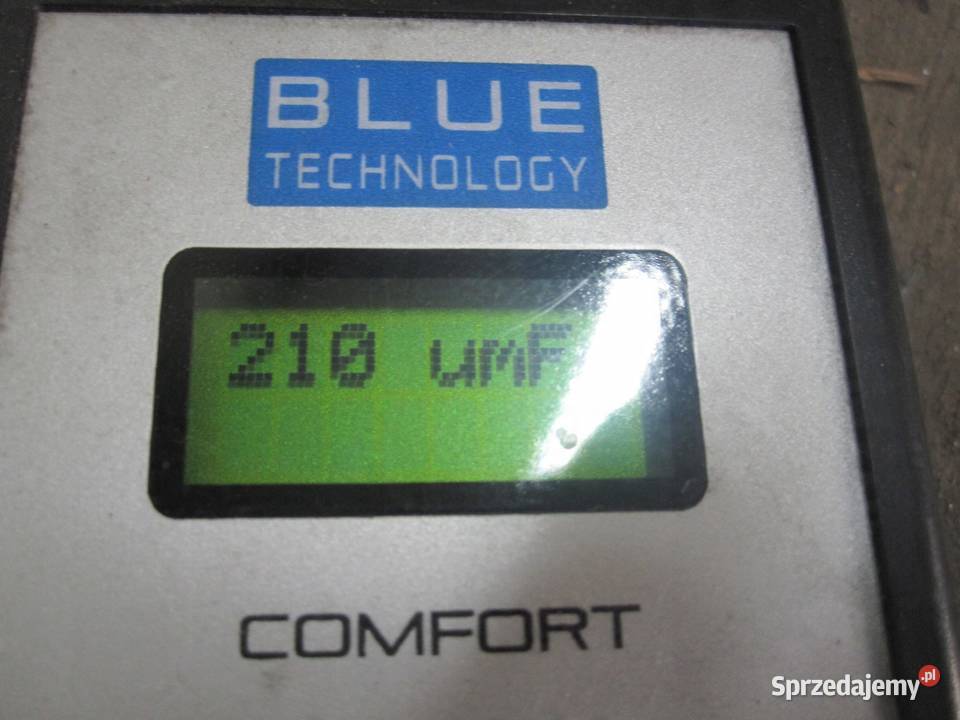 BLUE
TECHNOLOGY
210 umF
COMFORT
Sprzedajemy.pl